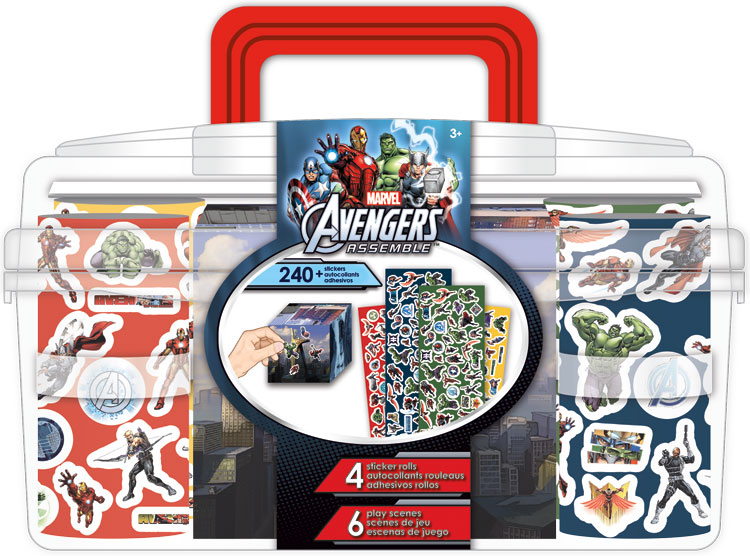 3+
MARVEL
AVENGERS
ASSEMBLE™
240+ stickers
autocollants
adhesivos
4 sticker rolls
autocollants rouleaux
adhesivos rollos
6 play scenes
scènes de jeu
escenas de juego